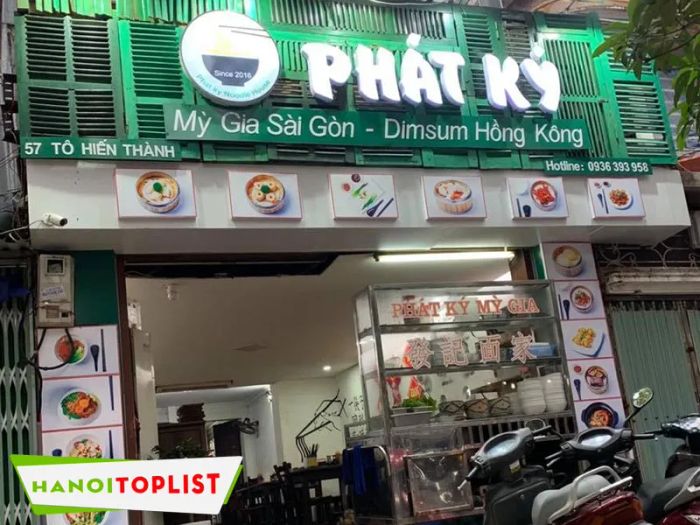 Since 2016
Phát Ký Noodle House
PHÁT KÝ
Mỳ Gia Sài Gòn - Dimsum Hồng Kông
57 TÔ HIẾN THÀNH
Hotline: 0936 393 958
PHÁT KÝ MỲ GIA
發記面家
HANOITOPLIST